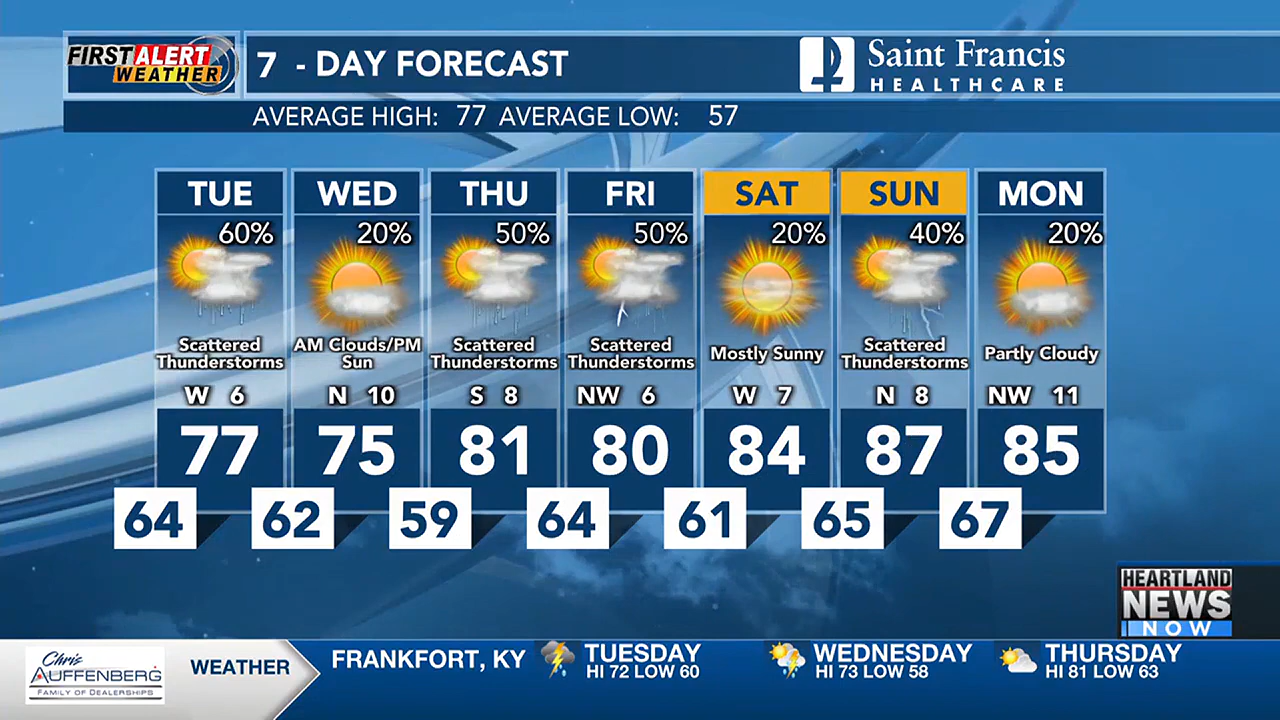 FIRST ALERT
WEATHER
7 - DAY FORECAST
Saint Francis
HEALTHCARE
AVERAGE HIGH: 77 AVERAGE LOW: 57
TUE WED THU FRI SAT SUN MON
60% 20% 50% 50% 20% 40% 20%
Scattered Thunderstorms
AM Clouds/PM Sun
Scattered Thunderstorms
Scattered Thunderstorms
Mostly Sunny
Scattered Thunderstorms
Partly Cloudy
W 6 N 10 S 8 NW 6 W 7 N 8 NW 11
77 75 81 80 84 87 85
64 62 59 64 61 65 67
HEARTLAND
NEWS
NOW
Chris
AUFFENBERG
FAMILY OF DEALERSHIPS
WEATHER
FRANKFORT, KY
TUESDAY
HI 72 LOW 60
WEDNESDAY
HI 73 LOW 58
THURSDAY
HI 81 LOW 63